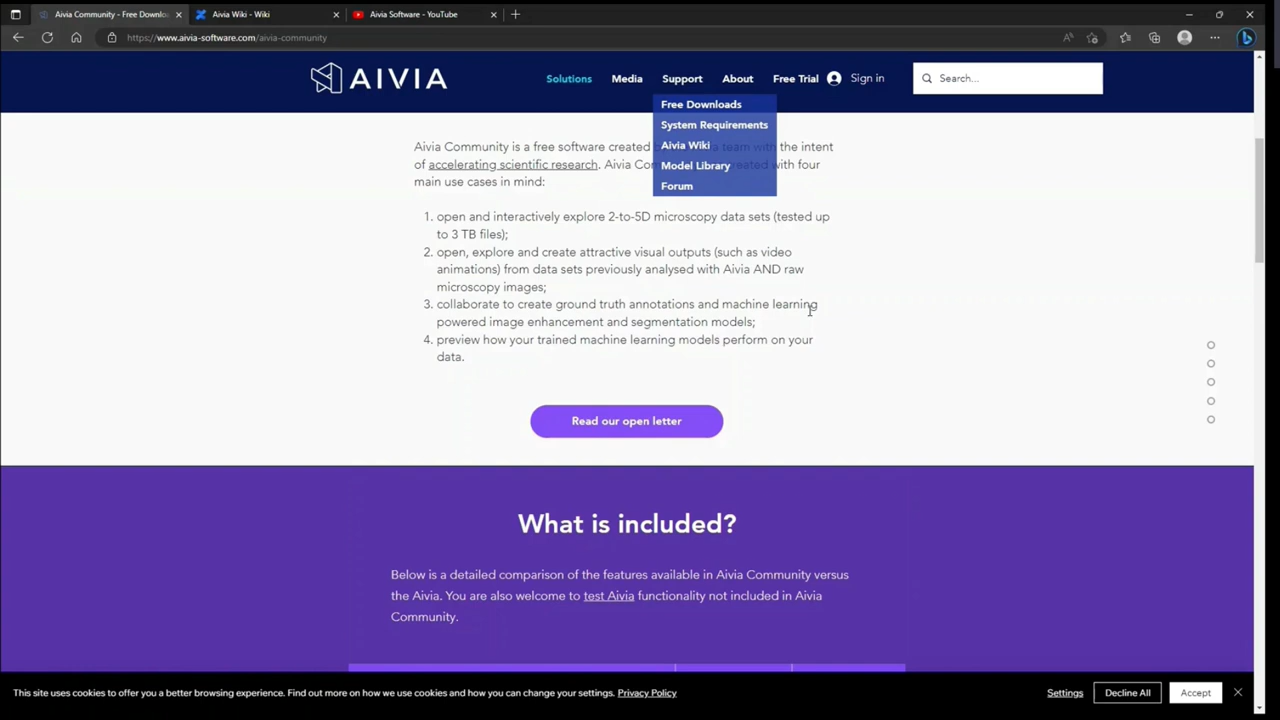 Aivia Community - Free Downlo
Aivia Wiki - Wiki
Aivia Software - YouTube
https://www.aivia-software.com/aivia-community
AIVIA
Solutions
Media
Support
About
Free Trial
Sign in
Search...
Free Downloads
System Requirements
Aivia Wiki
Model Library
Forum
Aivia Community is a free software created with the intent
of accelerating scientific research. Aivia Co with four
main use cases in mind:
1. open and interactively explore 2-to-5D microscopy data sets (tested up
to 3 TB files);
2. open, explore and create attractive visual outputs (such as video
animations) from data sets previously analysed with Aivia AND raw
microscopy images;
3. collaborate to create ground truth annotations and machine learning
powered image enhancement and segmentation models;
4. preview how your trained machine learning models perform on your
data.
Read our open letter
What is included?
Below is a detailed comparison of the features available in Aivia Community versus
the Aivia. You are also welcome to test Aivia functionality not included in Aivia
Community.
This site uses cookies to offer you a better browsing experience. Find out more on how we use cookies and how you can change your settings. Privacy Policy
Settings
Decline All
Accept